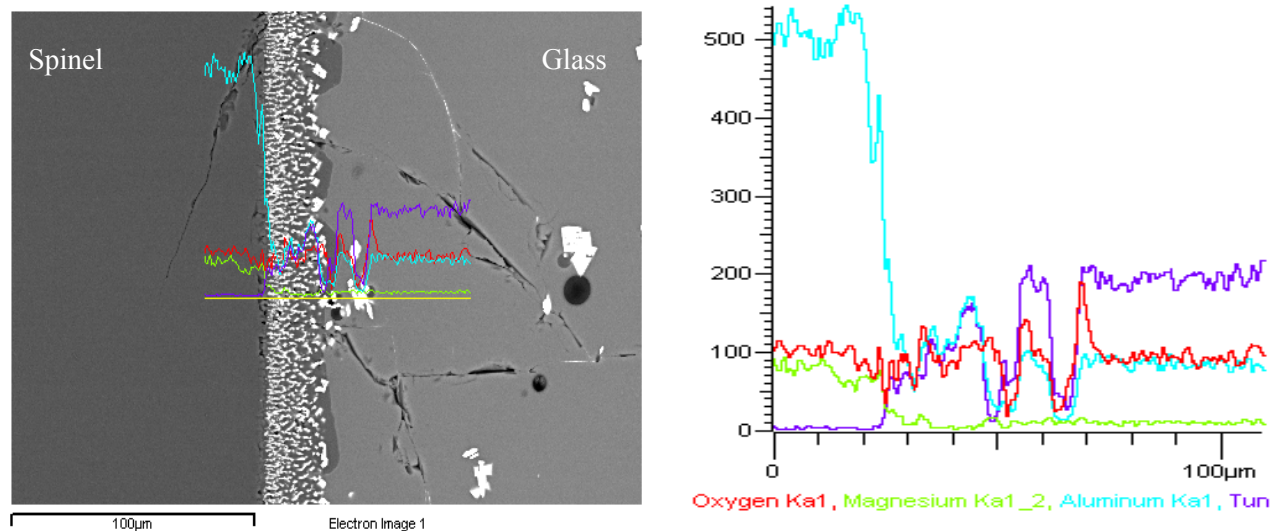 Spinel
Glass
100µm
Electron Image 1
500
400
300
200
100
0
0
100µm
Oxygen Ka1, Magnesium Ka1_2, Aluminum Ka1, Tun